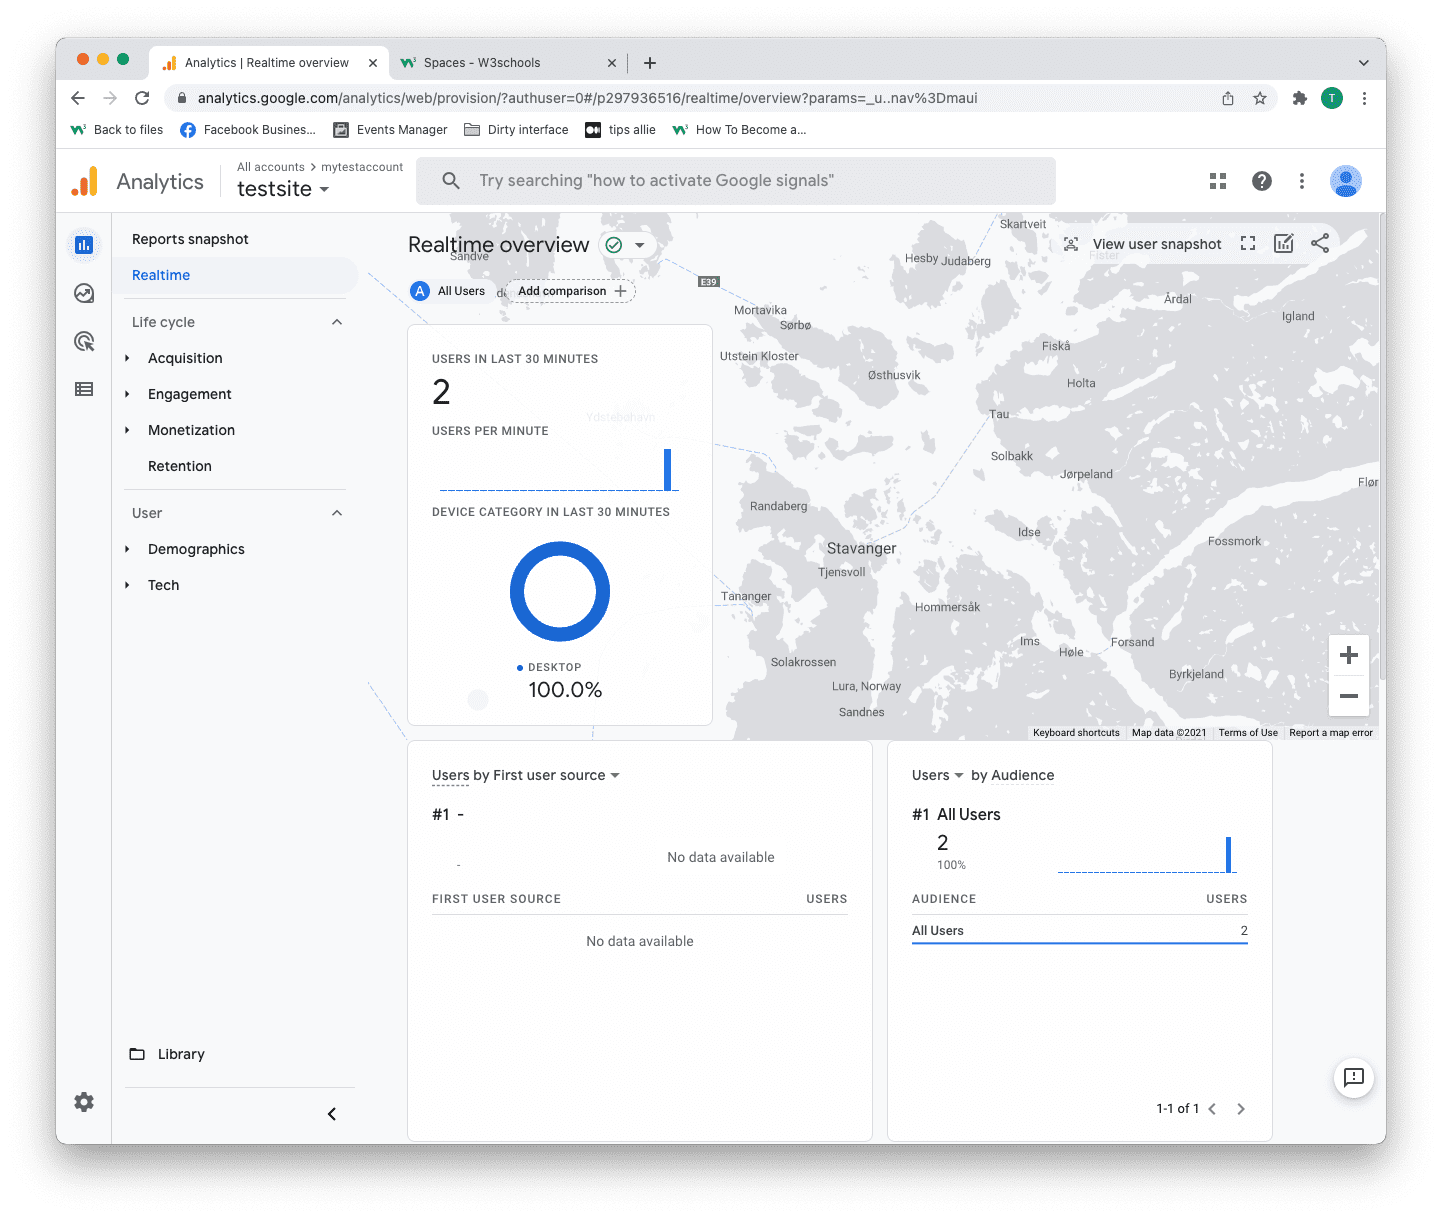 Analytics | Realtime overview
Spaces - W3schools
analytics.google.com/analytics/web/provision/?authuser=0#/p297936516/realtime/overview?params=_u..nav%3Dmaui
T
Back to files
Facebook Busines...
Events Manager
Dirty interface
tips allie
How To Become a...
Analytics
All accounts > mytestaccount
testsite
Try searching "how to activate Google signals"
Reports snapshot
Realtime
Life cycle
Acquisition
Engagement
Monetization
Retention
User
Demographics
Tech
Library
Realtime overview
View user snapshot
A All Users
Add comparison +
USERS IN LAST 30 MINUTES
2
USERS PER MINUTE
DEVICE CATEGORY IN LAST 30 MINUTES
DESKTOP
100.0%
Skartveit
Sandve
Hesby
Judaberg
Fister
E39
Årdal
Mortavika
Igland
Sørbø
Fiskå
Utstein Kloster
Østhusvik
Holta
Ydstebøhavn
Tau
Solbakk
Jørpeland
Flør
Randaberg
Idse
Fossmork
Stavanger
Tjensvoll
Tananger
Hommersåk
Ims
Høle
Forsand
Solakrossen
Byrkjeland
Lura, Norway
Sandnes
Keyboard shortcuts
Map data ©2021
Terms of Use
Report a map error
Users by First user source
#1 -
-
No data available
FIRST USER SOURCE
USERS
No data available
Users by Audience
#1 All Users
2
100%
AUDIENCE
USERS
All Users
2
1-1 of 1